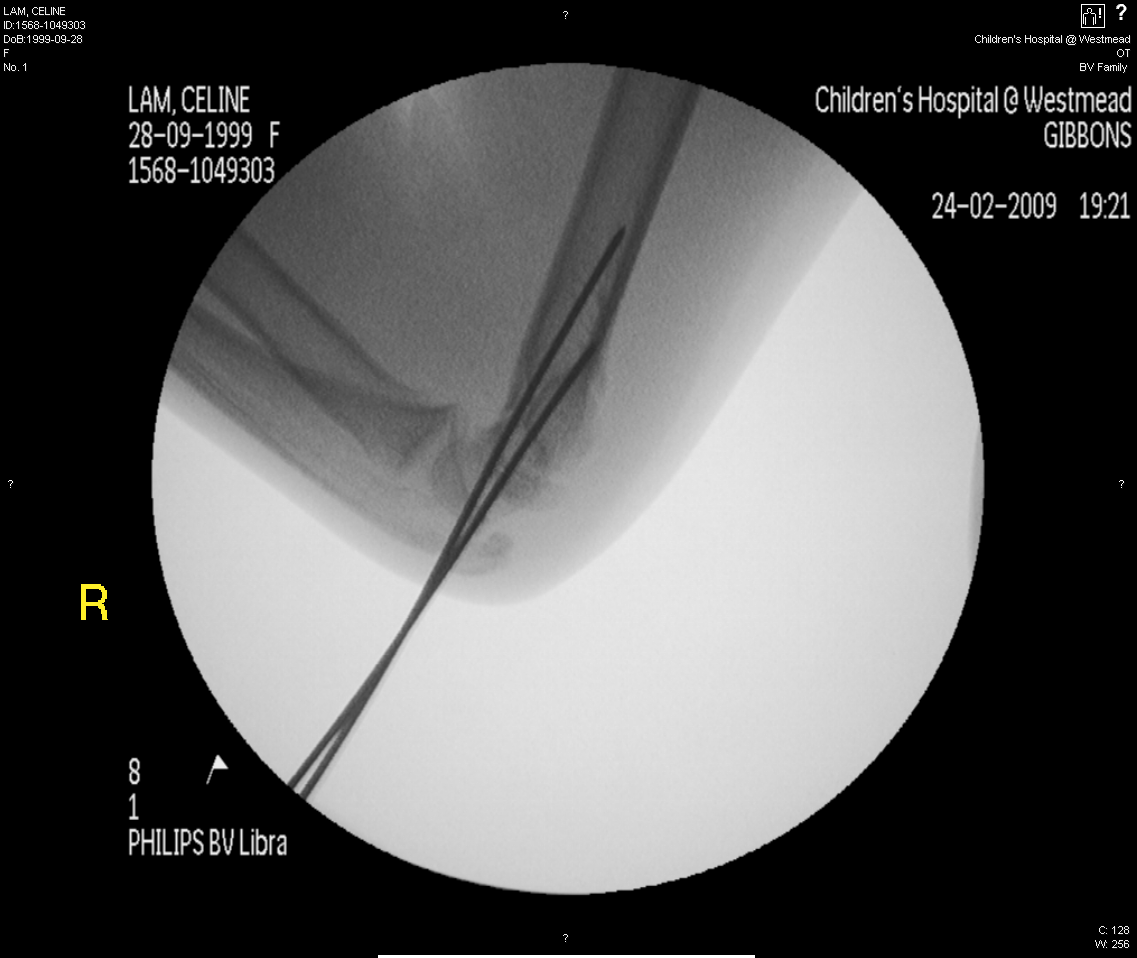 LAM, CELINE
ID:1568-1049303
DoB:1999-09-28
F
No. 1
?
!
?
Children's Hospital @ Westmead
OT
BV Family
LAM, CELINE
28-09-1999 F
1568-1049303
Children's Hospital @ Westmead
GIBBONS
24-02-2009 19:21
?
?
R
8
1
PHILIPS BV Libra
?
C: 128
W: 256